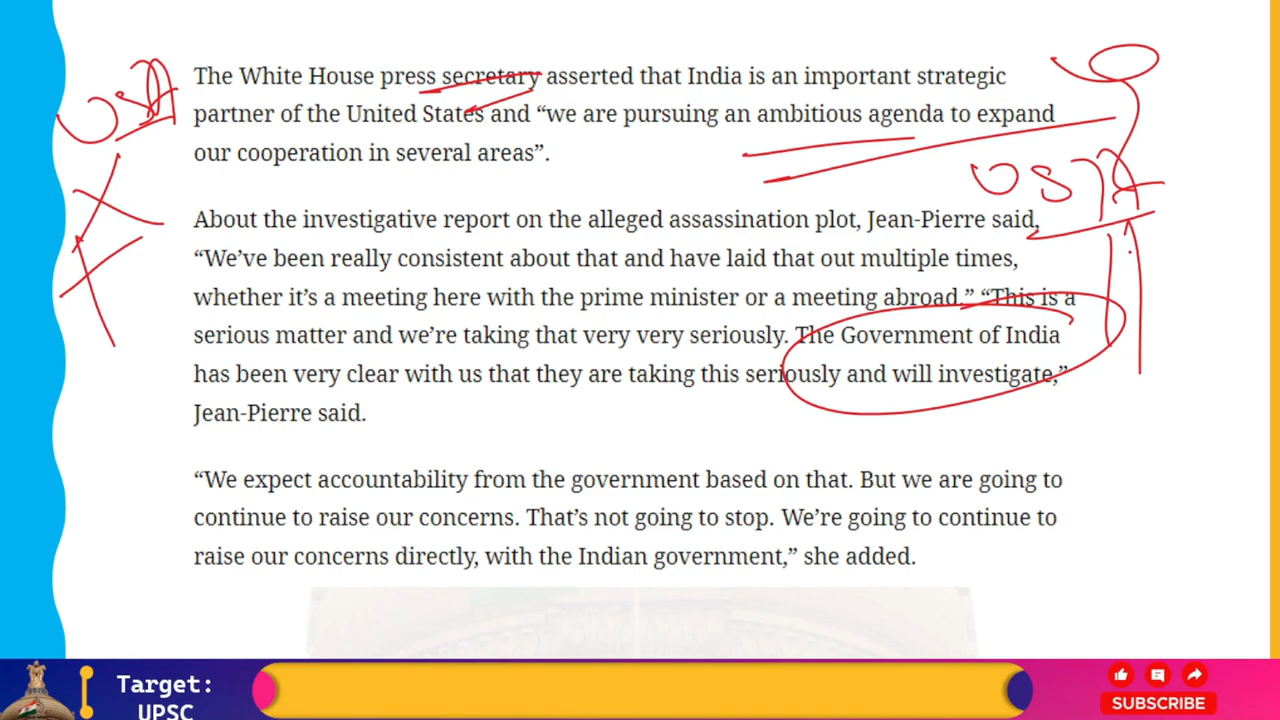 The White House press secretary asserted that India is an important strategic
partner of the United States and “we are pursuing an ambitious agenda to expand
our cooperation in several areas”.
USA
USA
About the investigative report on the alleged assassination plot, Jean-Pierre said,
“We’ve been really consistent about that and have laid that out multiple times,
whether it’s a meeting here with the prime minister or a meeting abroad.” “This is a
serious matter and we’re taking that very very seriously. The Government of India
has been very clear with us that they are taking this seriously and will investigate,”
Jean-Pierre said.
“We expect accountability from the government based on that. But we are going to
continue to raise our concerns. That’s not going to stop. We’re going to continue to
raise our concerns directly, with the Indian government,” she added.
Target:
UPSC
SUBSCRIBE